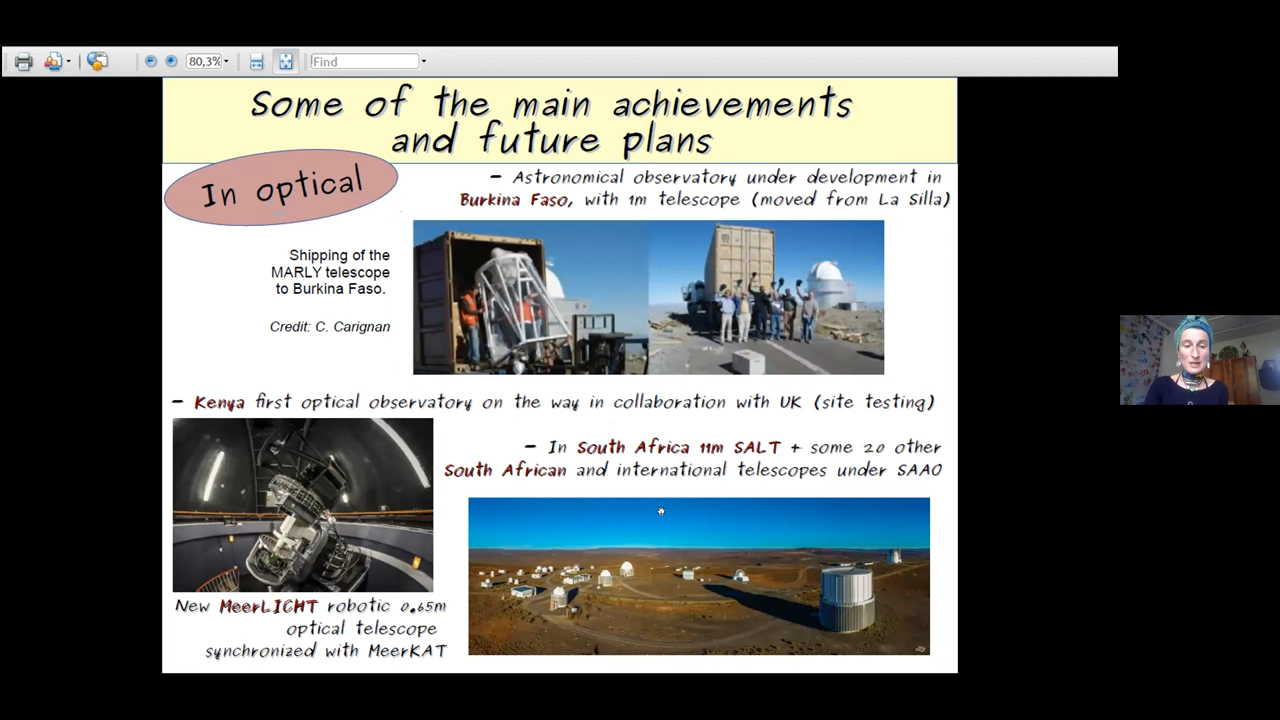 80,3%
Find
Some of the main achievements
and future plans
In optical
- Astronomical observatory under development in
Burkina Faso, with 1m telescope (moved from La Silla)
Shipping of the
MARLY telescope
to Burkina Faso.
Credit: C. Carignan
- Kenya first optical observatory on the way in collaboration with UK (site testing)
- In South Africa 11m SALT + some 20 other
South African and international telescopes under SAAO
New MeerLICHT robotic 0.65m
optical telescope
synchronized with MeerKAT